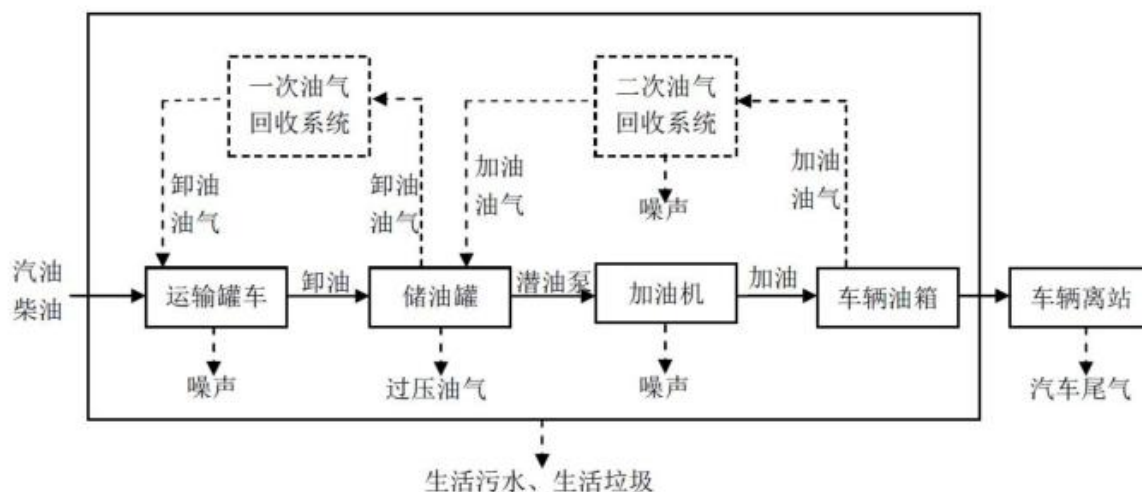 一次油气
回收系统
二次油气
回收系统
卸油
油气
卸油
油气
加油
油气
加油
油气
噪声
汽油
柴油
运输罐车
卸油
储油罐
潜油泵
加油机
加油
车辆油箱
车辆离站
噪声
过压油气
噪声
汽车尾气
生活污水、生活垃圾